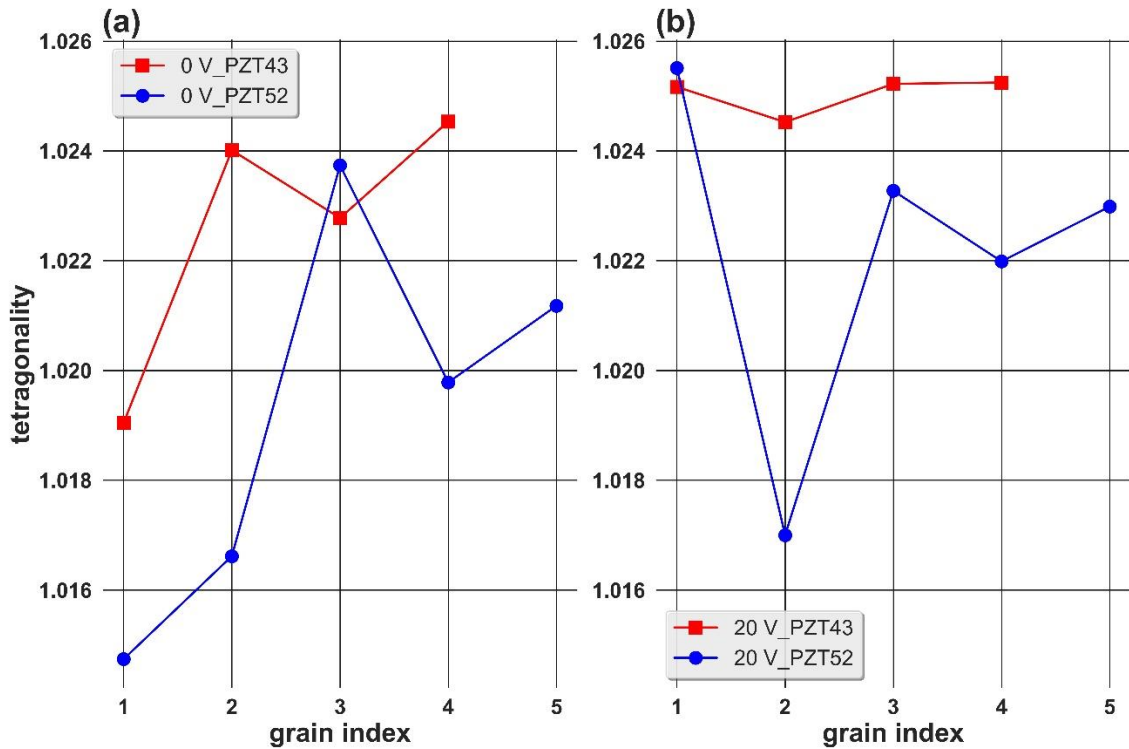 (a)
1.026
1.024
1.022
1.020
1.018
1.016
tetragonality
0 V_PZT43
0 V_PZT52
1 2 3 4 5
grain index
(b)
1.026
1.024
1.022
1.020
1.018
1.016
20 V_PZT43
20 V_PZT52
1 2 3 4 5
grain index